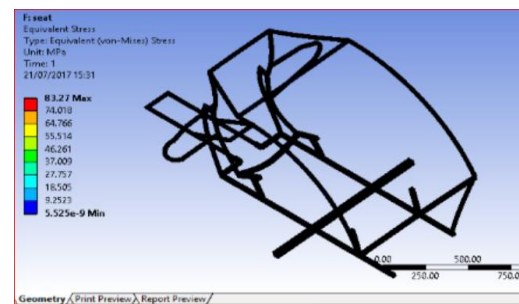 F: seat
Equivalent Stress
Type: Equivalent (von-Mises) Stress
Unit: MPa
Time: 1
21/07/2017 15:31
83.27 Max
74.018
64.766
55.514
46.261
37.009
27.757
18.505
9.2523
5.525e-9 Min
0.00 500.00
250.00 750.0
Geometry Print Preview Report Preview